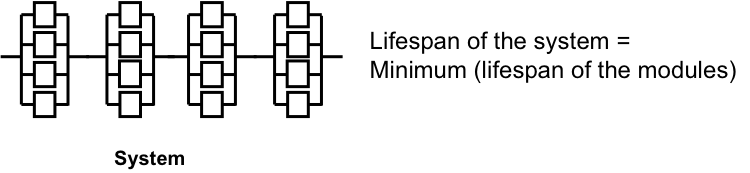 Lifespan of the system =
Minimum (lifespan of the modules)
System